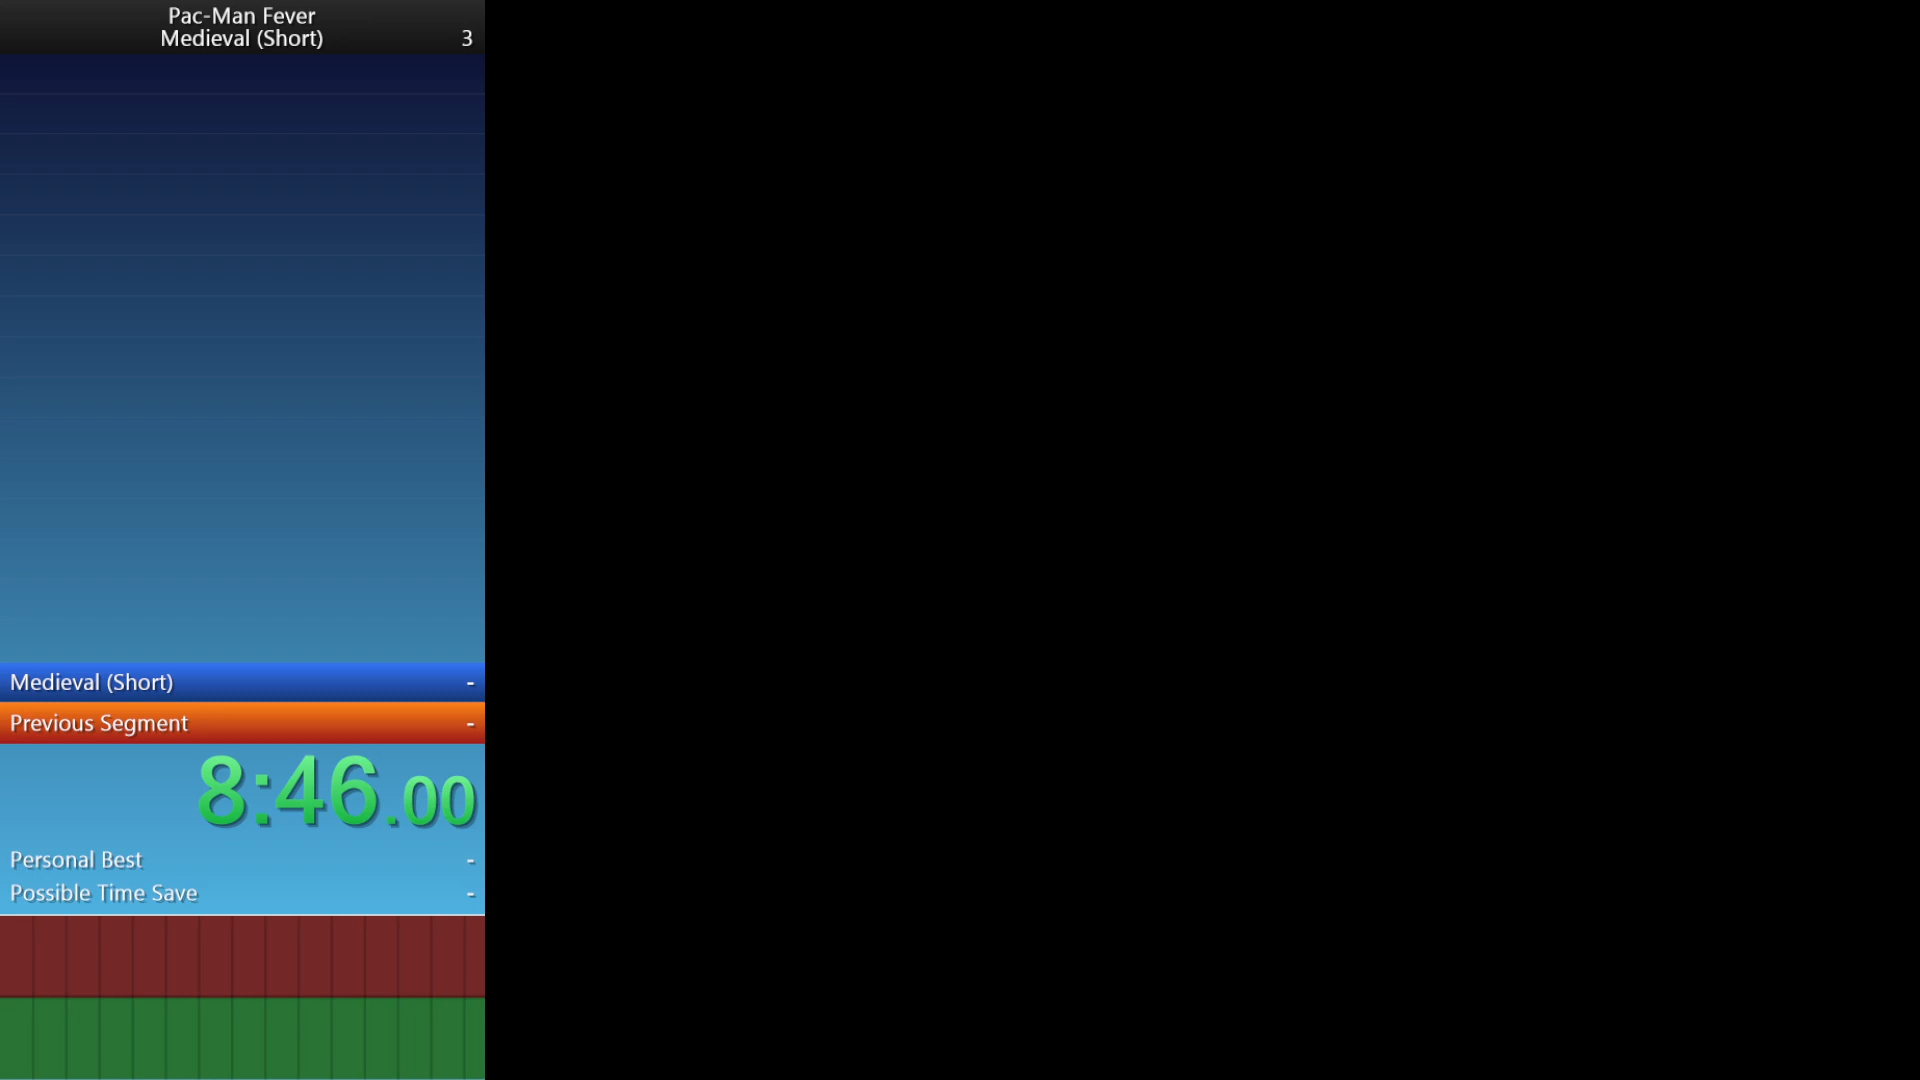 Pac-Man Fever
Medieval (Short) 3
Medieval (Short) -
Previous Segment -
8:46.00
Personal Best -
Possible Time Save -